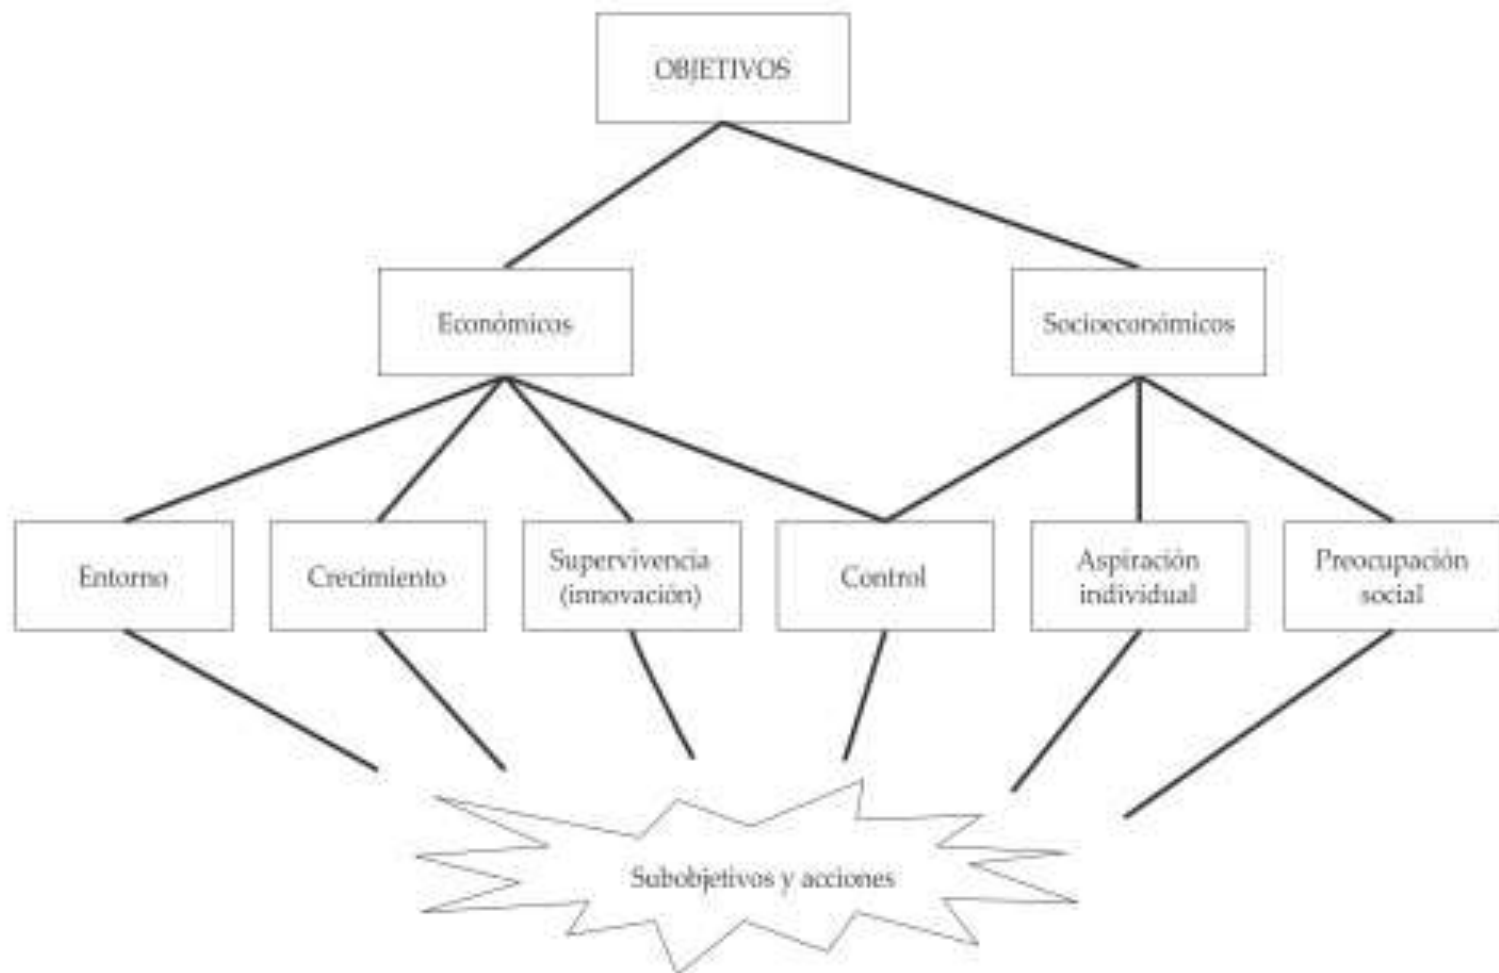 OBJETIVOS
Económicos
Socioeconómicos
Entorno
Crecimiento
Supervivencia
(innovación)
Control
Aspiración
individual
Preocupación
social
Subobjetivos y acciones